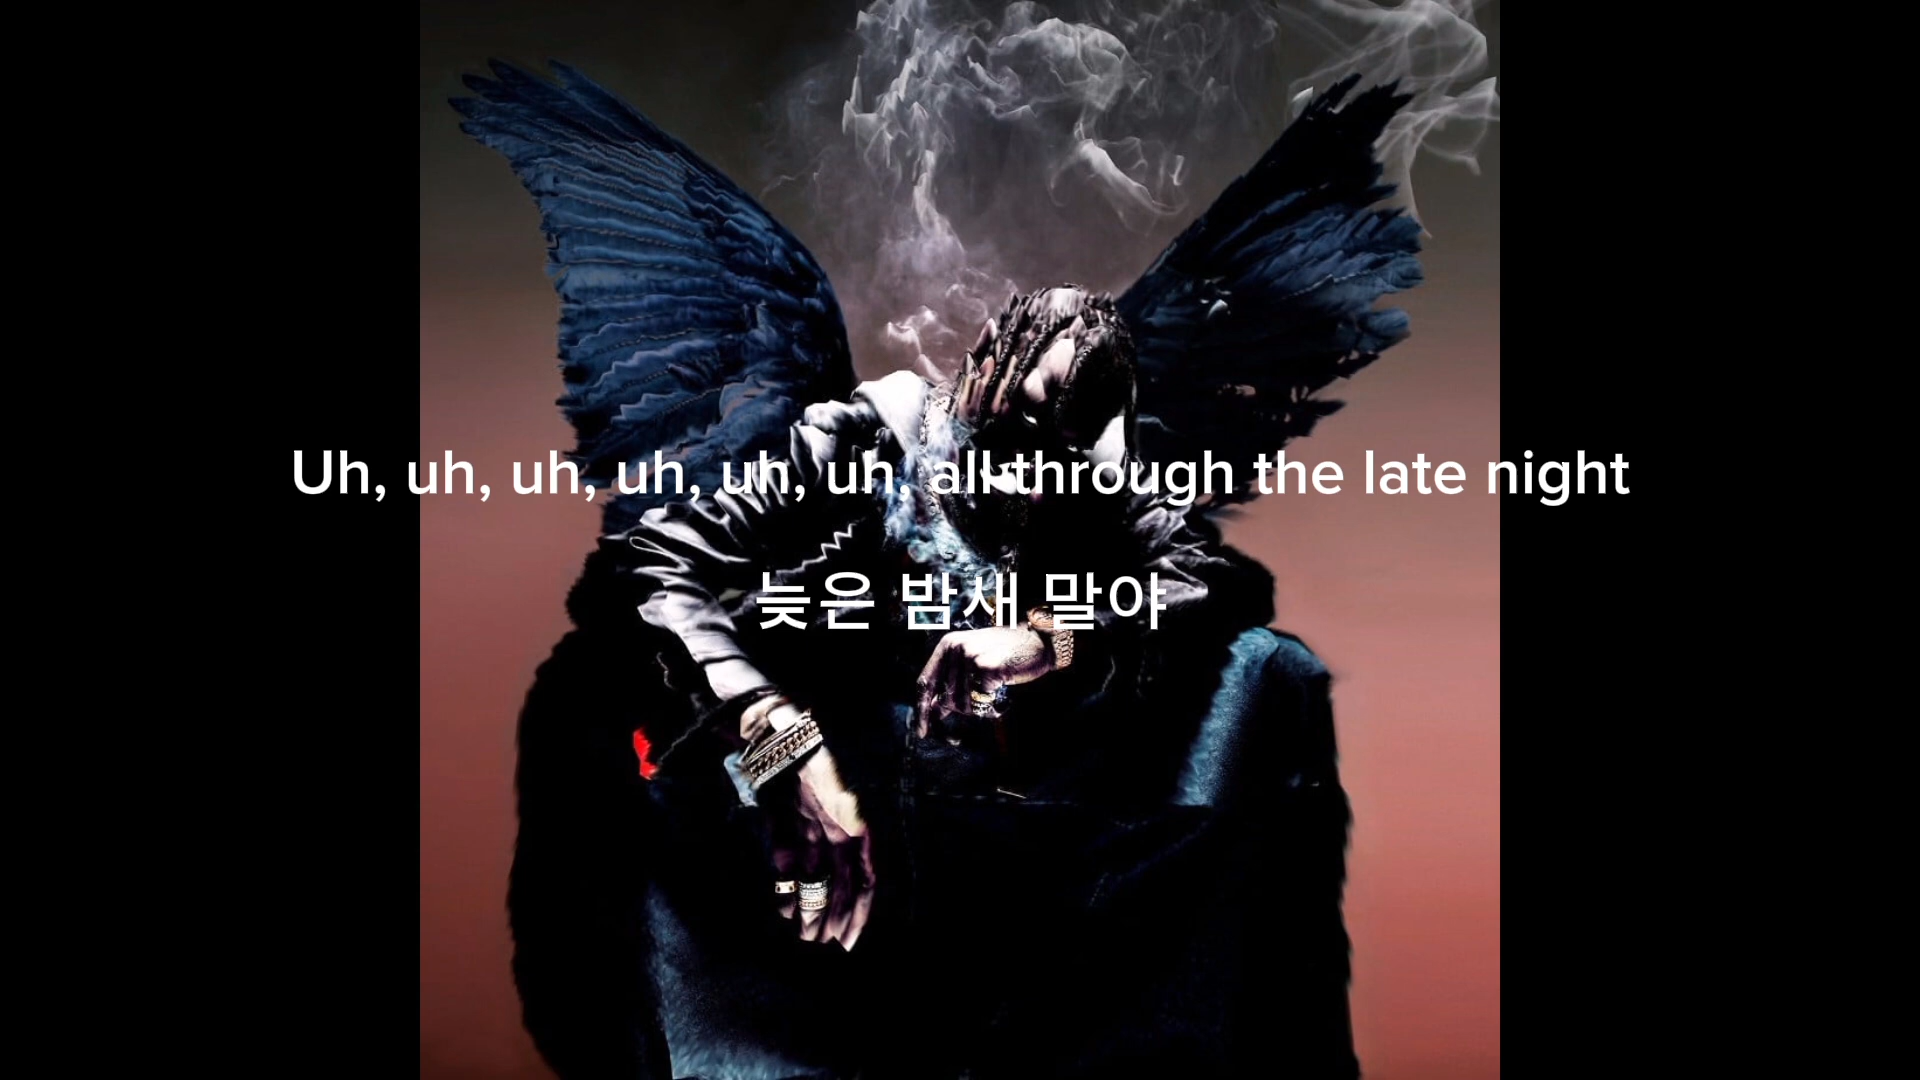 Uh, uh, uh, uh, uh, uh, all through the late night
늦은 밤새 말야